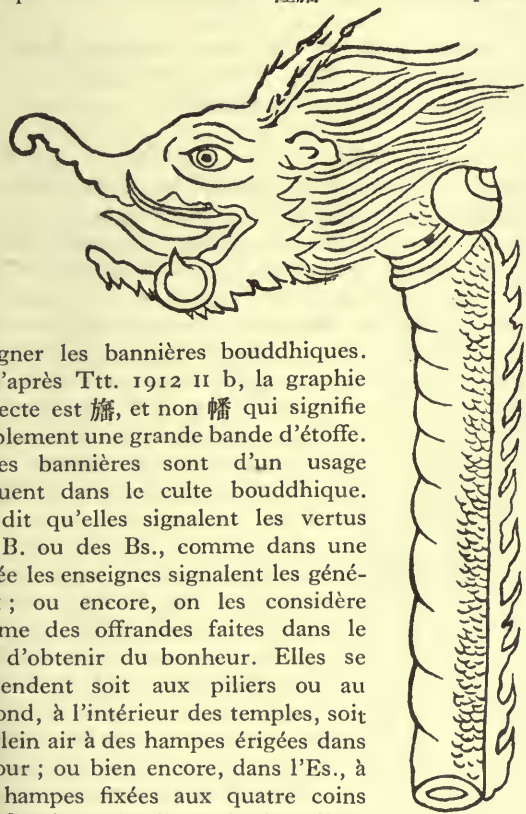 gner les bannières bouddhiques.
'après Ttt. 1912 II b, la graphie
ecte est 旛, et non 幡 qui signifie
plement une grande bande d'étoffe.
es bannières sont d'un usage
uent dans le culte bouddhique.
dit qu'elles signalent les vertus
B. ou des Bs., comme dans une
ée les enseignes signalent les géné-
; ou encore, on les considère
me des offrandes faites dans le
d'obtenir du bonheur. Elles se
endent soit aux piliers ou au
ond, à l'intérieur des temples, soit
lein air à des hampes érigées dans
our ; ou bien encore, dans l'Es., à
hampes fixées aux quatre coins